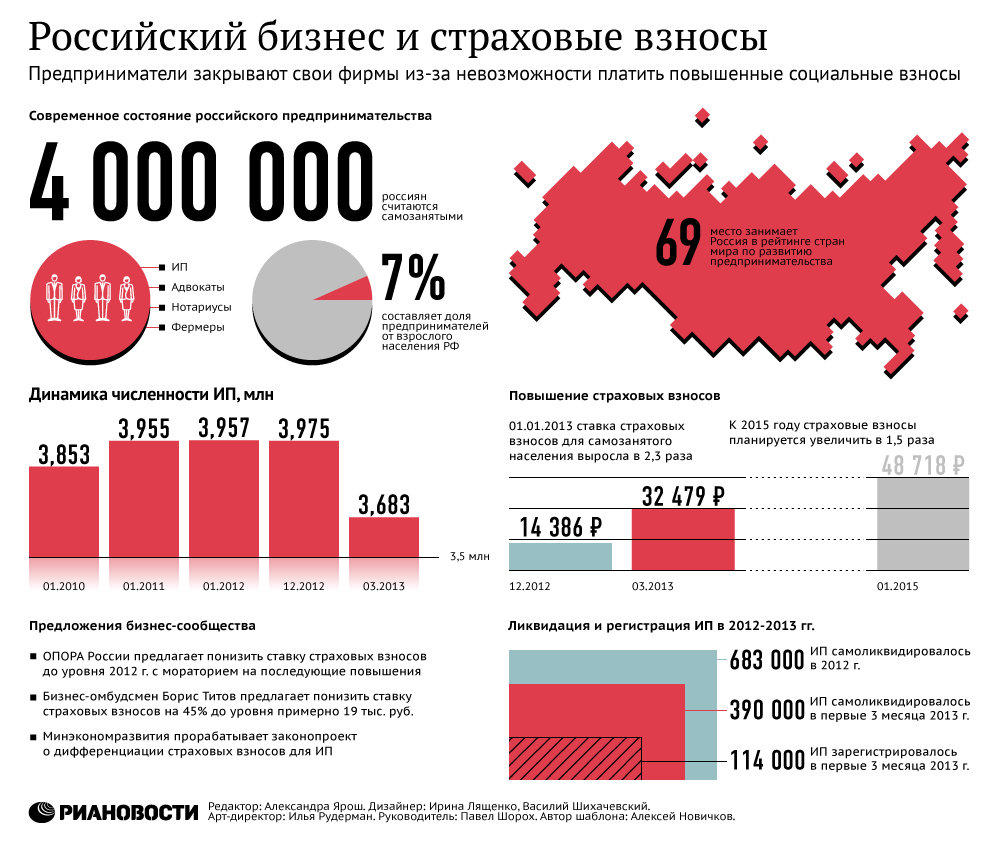 Российский бизнес и страховые взносы
Предприниматели закрывают свои фирмы из-за невозможности платить повышенные социальные взносы
Современное состояние российского предпринимательства
4 000 000
россиян
считаются
самозанятыми
ИП
Адвокаты
Нотариусы
Фермеры
7%
составляет доля
предпринимателей
от взрослого
населения РФ
69
место занимает
Россия в рейтинге стран
мира по развитию
предпринимательства
Динамика численности ИП, млн
3,853
3,955
3,957
3,975
3,683
3,5 млн
01.2010
01.2011
01.2012
12.2012
03.2013
Повышение страховых взносов
01.01.2013 ставка страховых
взносов для самозанятого
населения выросла в 2,3 раза
К 2015 году страховые взносы
планируется увеличить в 1,5 раза
14 386 ₽
32 479 ₽
48 718 ₽
12.2012
03.2013
01.2015
Предложения бизнес-сообщества
■ ОПОРА России предлагает понизить ставку страховых взносов
до уровня 2012 г. с мораторием на последующие повышения
■ Бизнес-омбудсмен Борис Титов предлагает понизить ставку
страховых взносов на 45% до уровня примерно 19 тыс. руб.
■ Минэкономразвития прорабатывает законопроект
о дифференциации страховых взносов для ИП
Ликвидация и регистрация ИП в 2012-2013 гг.
683 000
ИП самоликвидировалось
в 2012 г.
390 000
ИП самоликвидировалось
в первые 3 месяца 2013 г.
114 000
ИП зарегистрировалось
в первые 3 месяца 2013 г.
РИАНОВОСТИ
Редактор: Александра Ярош. Дизайнер: Ирина Лященко, Василий Шихачевский.
Арт-директор: Илья Рудерман. Руководитель: Павел Шорох. Автор шаблона: Алексей Новичков.